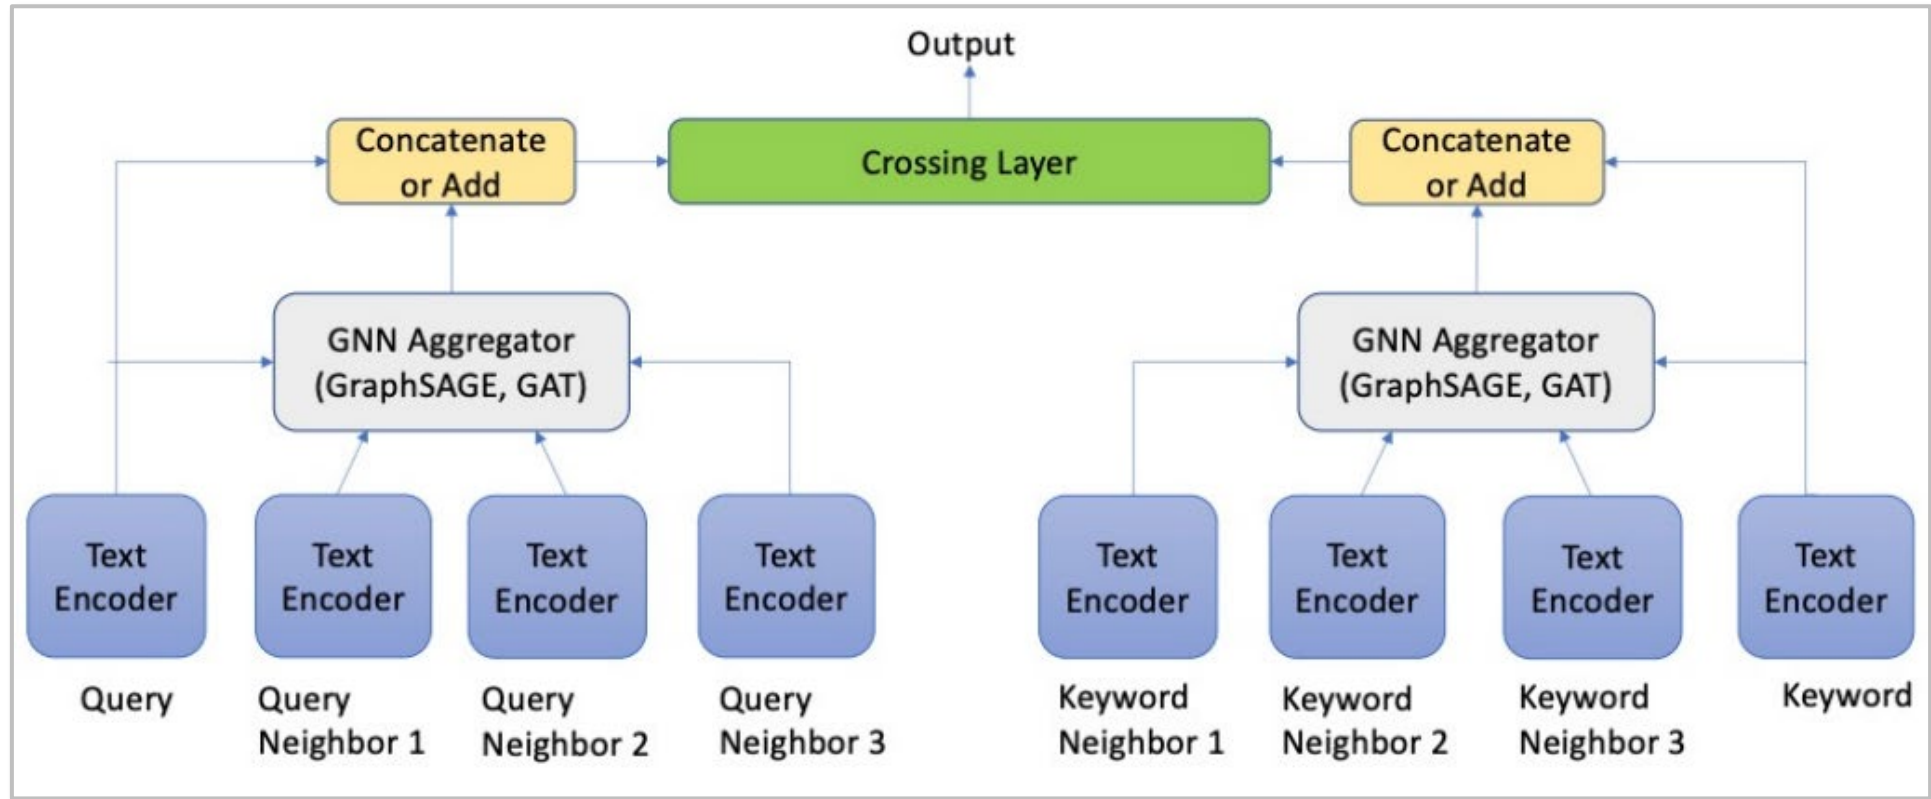 Output
Concatenate
or Add
Crossing Layer
Concatenate
or Add
GNN Aggregator
(GraphSAGE, GAT)
GNN Aggregator
(GraphSAGE, GAT)
Text
Encoder
Text
Encoder
Text
Encoder
Text
Encoder
Text
Encoder
Text
Encoder
Text
Encoder
Text
Encoder
Query
Query
Neighbor 1
Query
Neighbor 2
Query
Neighbor 3
Keyword
Neighbor 1
Keyword
Neighbor 2
Keyword
Neighbor 3
Keyword